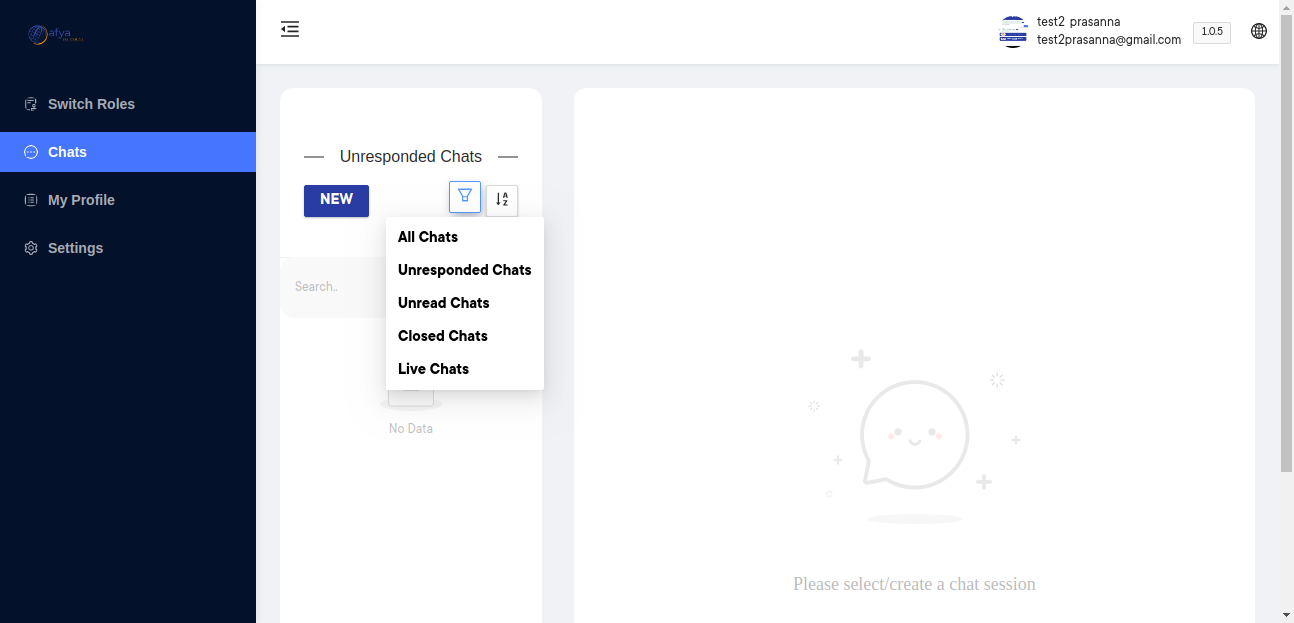 afya
Switch Roles
Chats
My Profile
Settings
test2 prasanna
test2prasanna@gmail.com
1.0.5
Unresponded Chats
NEW
A
Z
All Chats
Unresponded Chats
Unread Chats
Closed Chats
Live Chats
Search..
No Data
Please select/create a chat session